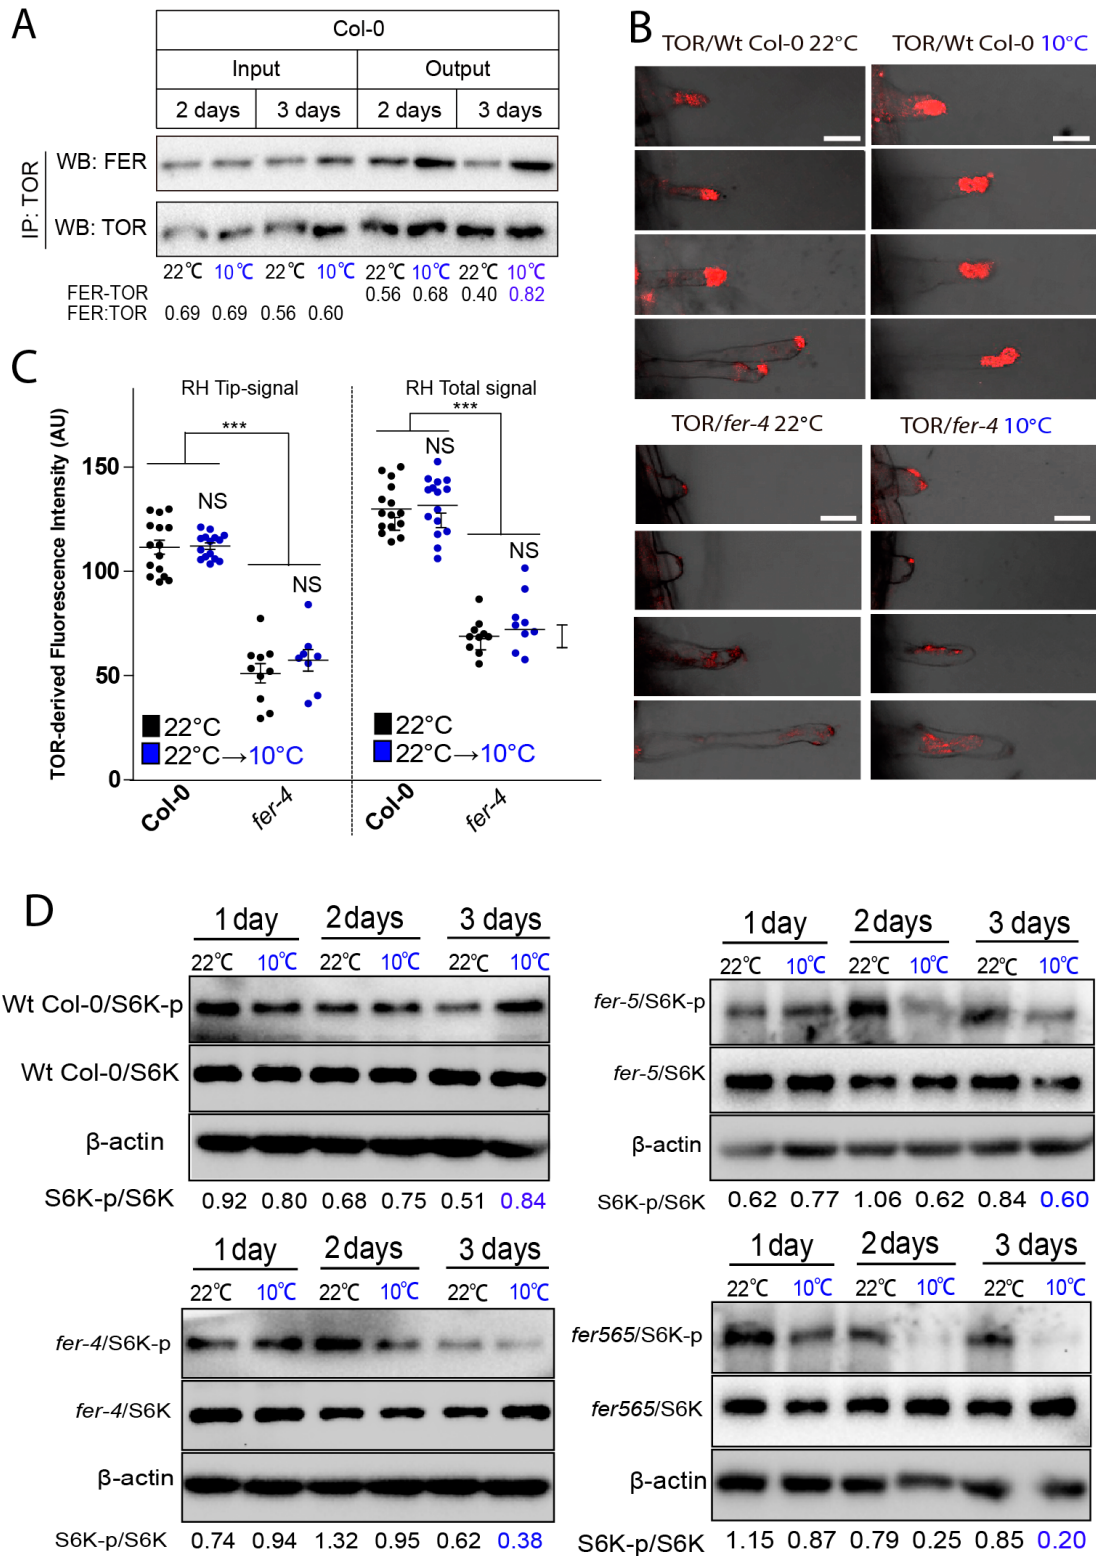 A
Col-0
Input Output
2 days 3 days 2 days 3 days
IP: TOR
WB: FER
WB: TOR
22°C 10°C 22°C 10°C 22°C 10°C 22°C 10°C
FER-TOR 0.56 0.68 0.40 0.82
FER:TOR 0.69 0.69 0.56 0.60
B
TOR/Wt Col-0 22°C TOR/Wt Col-0 10°C
TOR/fer-4 22°C TOR/fer-4 10°C
C
RH Tip-signal RH Total signal
*** ***
NS NS
NS NS
TOR-derived Fluorescence Intensity (AU)
150
100
50
0
22°C
22°C→10°C
22°C
22°C→10°C
Col-0 fer-4 Col-0 fer-4
D
1 day 2 days 3 days
22°C 10°C 22°C 10°C 22°C 10°C
Wt Col-0/S6K-p
Wt Col-0/S6K
β-actin
S6K-p/S6K 0.92 0.80 0.68 0.75 0.51 0.84
1 day 2 days 3 days
22°C 10°C 22°C 10°C 22°C 10°C
fer-5/S6K-p
fer-5/S6K
β-actin
S6K-p/S6K 0.62 0.77 1.06 0.62 0.84 0.60
1 day 2 days 3 days
22°C 10°C 22°C 10°C 22°C 10°C
fer-4/S6K-p
fer-4/S6K
β-actin
S6K-p/S6K 0.74 0.94 1.32 0.95 0.62 0.38
1 day 2 days 3 days
22°C 10°C 22°C 10°C 22°C 10°C
fer565/S6K-p
fer565/S6K
β-actin
S6K-p/S6K 1.15 0.87 0.79 0.25 0.85 0.20